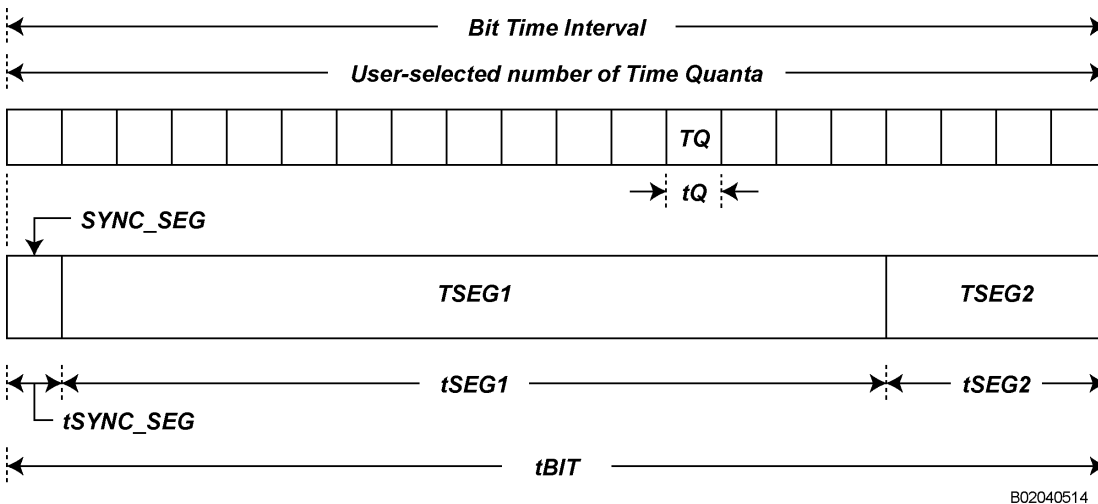 Bit Time Interval
User-selected number of Time Quanta
TQ
tQ
SYNC_SEG
TSEG1
TSEG2
tSEG1
tSEG2
tSYNC_SEG
tBIT
B02040514